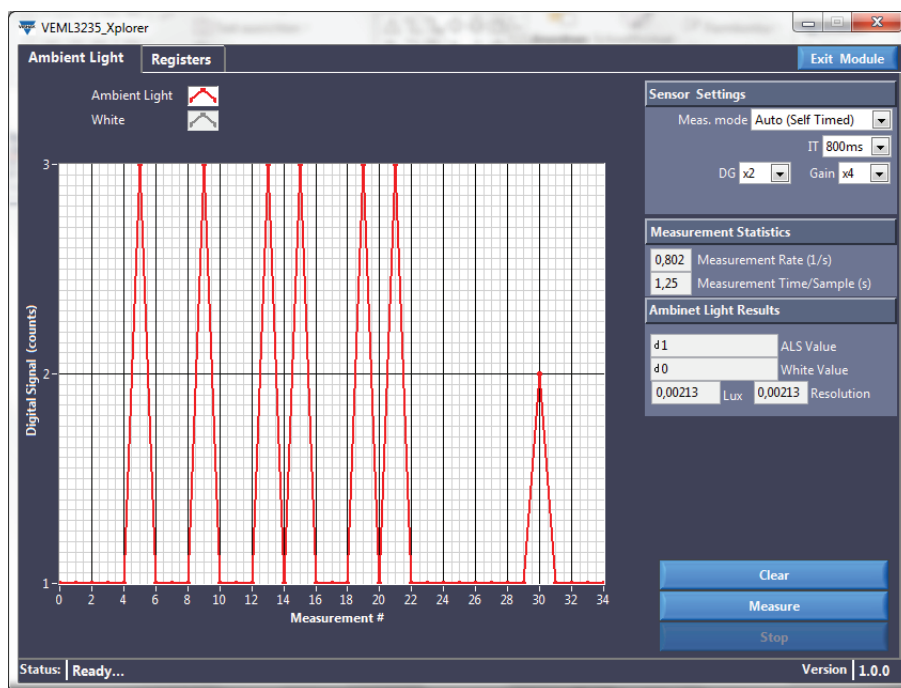 VEML3235_Xplorer
Ambient Light Registers Exit Module
Ambient Light
White
3
2
1
Digital Signal (counts)
0 2 4 6 8 10 12 14 16 18 20 22 24 26 28 30 32 34
Measurement #
Sensor Settings
Meas. mode Auto (Self Timed)
IT 800ms
DG x2 Gain x4
Measurement Statistics
0,802 Measurement Rate (1/s)
1,25 Measurement Time/Sample (s)
Ambinet Light Results
d1 ALS Value
d0 White Value
0,00213 Lux 0,00213 Resolution
Clear
Measure
Stop
Status: Ready... Version 1.0.0